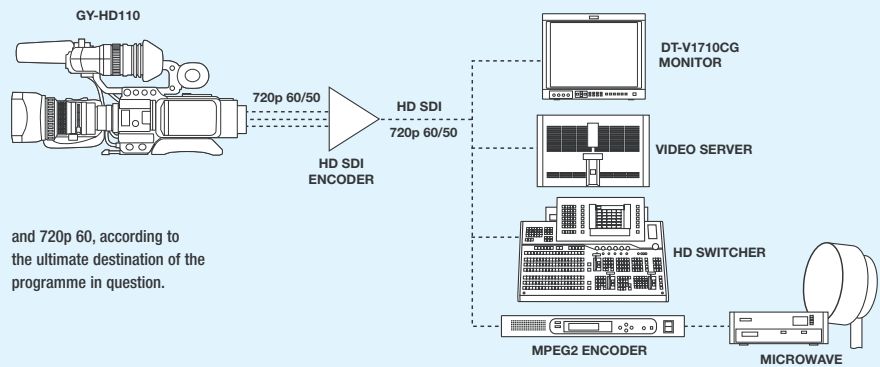 GY-HD110
720p 60/50
HD SDI
ENCODER
HD SDI
720p 60/50
DT-V1710CG
MONITOR
VIDEO SERVER
HD SWITCHER
MPEG2 ENCODER
MICROWAVE
and 720p 60, according to
the ultimate destination of the
programme in question.